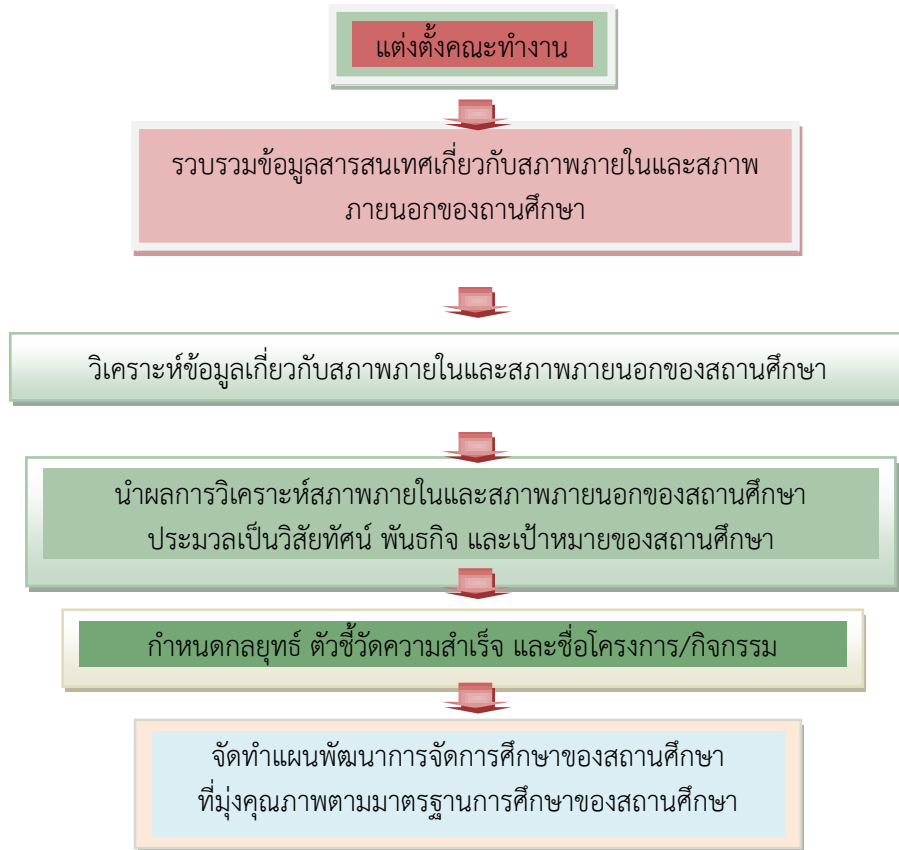 แต่งตั้งคณะทำงาน
รวบรวมข้อมูลสารสนเทศเกี่ยวกับสภาพภายในและสภาพ
ภายนอกของถานศึกษา
วิเคราะห์ข้อมูลเกี่ยวกับสภาพภายในและสภาพภายนอกของสถานศึกษา
นำผลการวิเคราะห์สภาพภายในและสภาพภายนอกของสถานศึกษา
ประมวลเป็นวิสัยทัศน์ พันธกิจ และเป้าหมายของสถานศึกษา
กำหนดกลยุทธ์ ตัวชี้วัดความสำเร็จ และชื่อโครงการ/กิจกรรม
จัดทำแผนพัฒนาการจัดการศึกษาของสถานศึกษา
ที่มุ่งคุณภาพตามมาตรฐานการศึกษาของสถานศึกษา